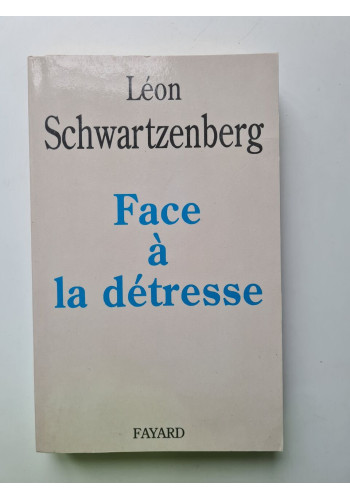 Léon
Schwartzenberg
Face
à
la détresse
FAYARD